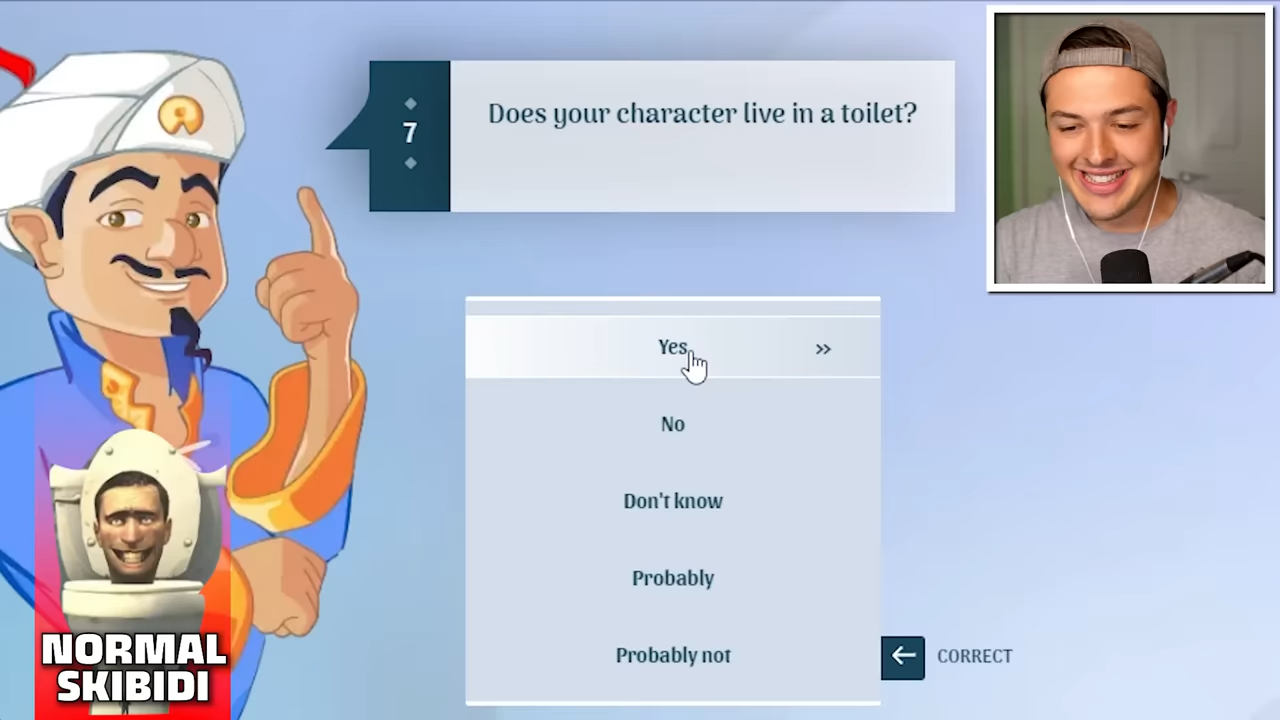 7
Does your character live in a toilet?
Yes
No
Don't know
Probably
Probably not
CORRECT
NORMAL
SKIBIDI